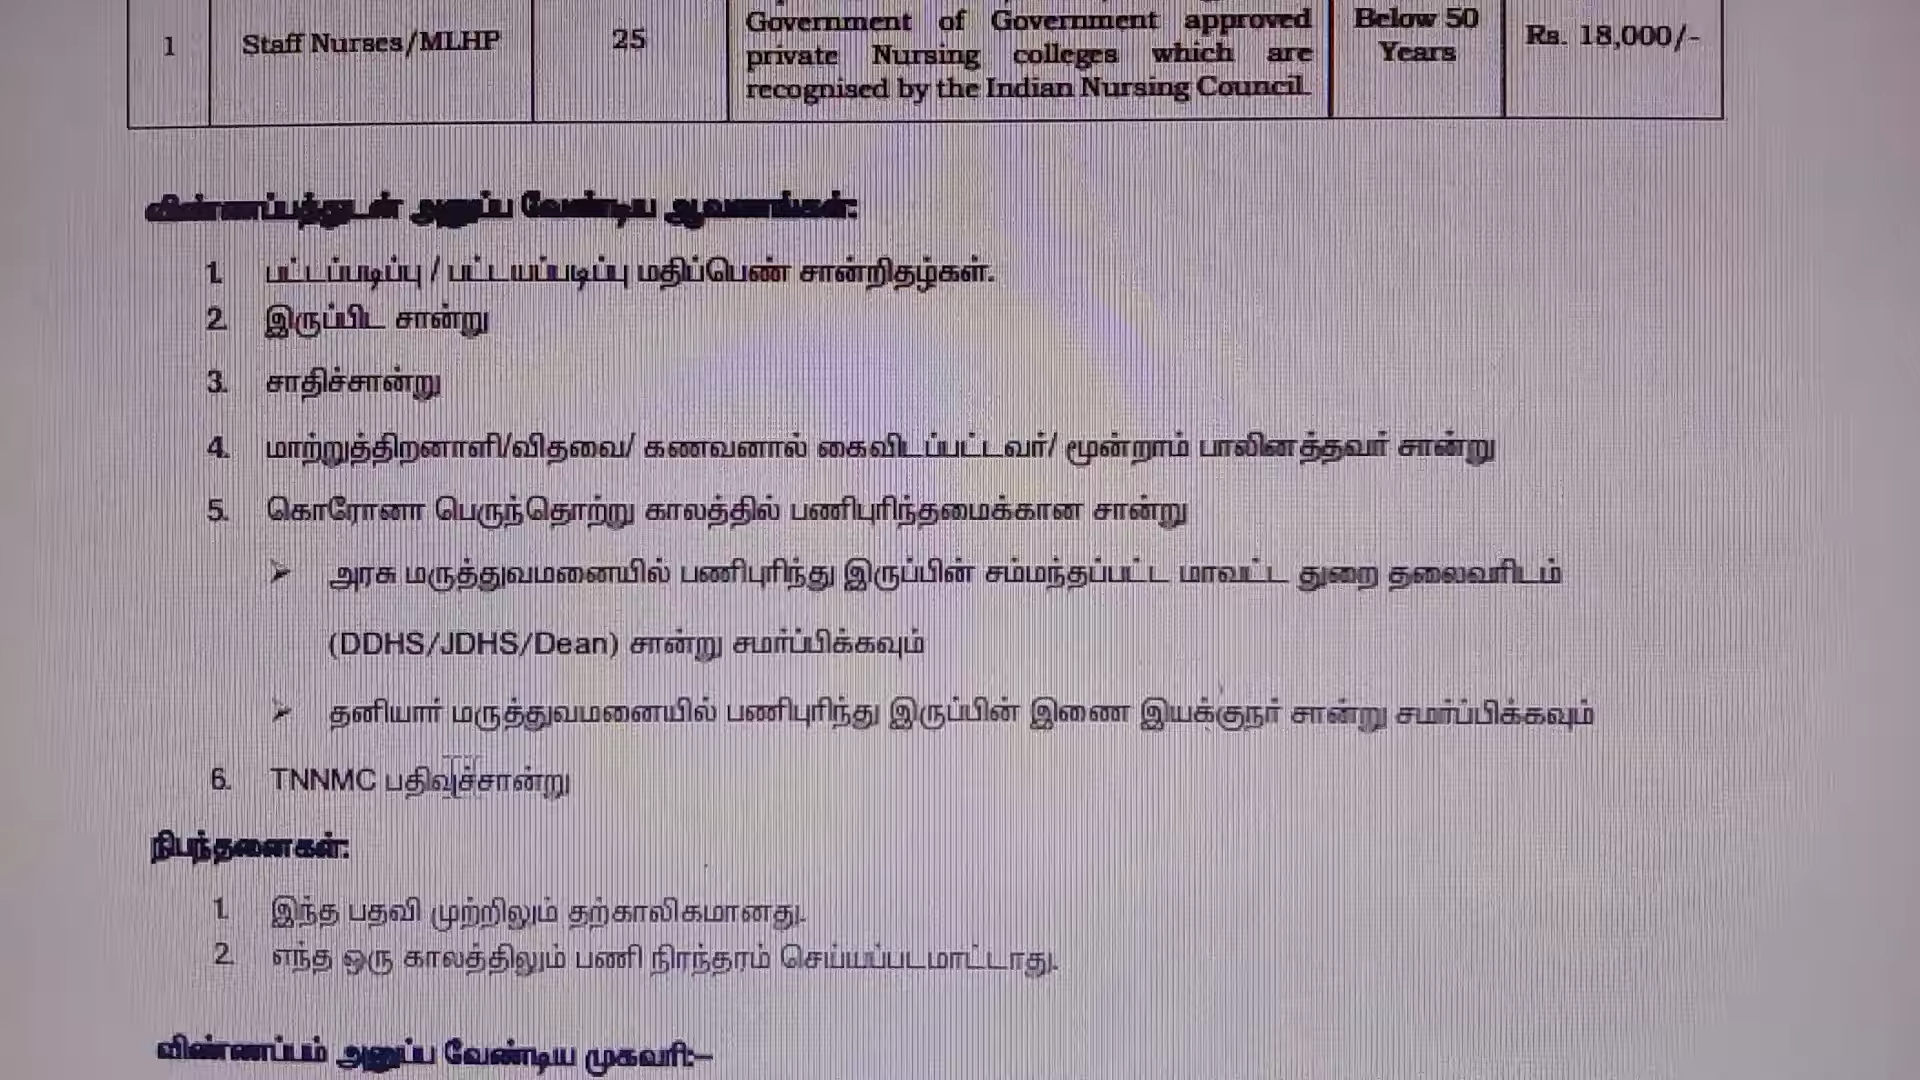 1 Staff Nurses/MLHP 25 Government of Government approved private Nursing colleges which are recognised by the Indian Nursing Council. Below 50 Years Rs. 18,000/-
விண்ணப்பத்துடன் அனுப்ப வேண்டிய ஆவணங்கள்:
1. பட்டப்படிப்பு / பட்டயப்படிப்பு மதிப்பெண் சான்றிதழ்கள்.
2. இருப்பிட சான்று
3. சாதிச்சான்று
4. மாற்றுத்திறனாளி/விதவை/ கணவனால் கைவிடப்பட்டவர்/ மூன்றாம் பாலினத்தவர் சான்று
5. கொரோனா பெருந்தொற்று காலத்தில் பணிபுரிந்தமைக்கான சான்று
➢ அரசு மருத்துவமனையில் பணிபுரிந்து இருப்பின் சம்மந்தப்பட்ட மாவட்ட துறை தலைவரிடம்
(DDHS/JDHS/Dean) சான்று சமர்ப்பிக்கவும்
➢ தனியார் மருத்துவமனையில் பணிபுரிந்து இருப்பின் இணை இயக்குநர் சான்று சமர்ப்பிக்கவும்
6. TNNMC பதிவுச்சான்று
நிபந்தனைகள்:
1. இந்த பதவி முற்றிலும் தற்காலிகமானது.
2. எந்த ஒரு காலத்திலும் பணி நிரந்தரம் செய்யப்படமாட்டாது.
விண்ணப்பம் அனுப்ப வேண்டிய முகவரி:–